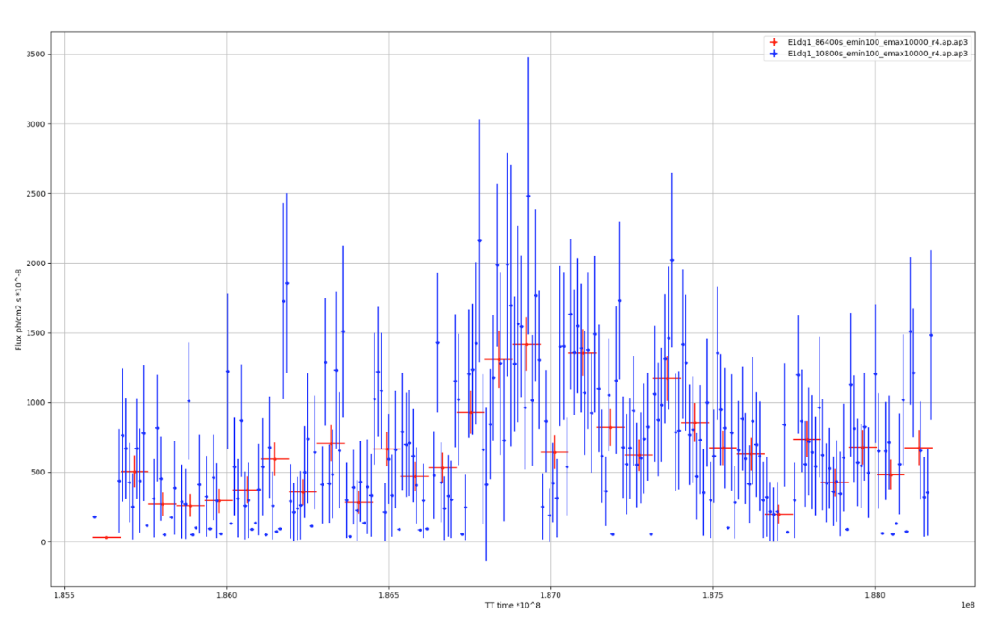 E1dq1_86400s_emin100_emax10000_r4.ap.ap3
E1dq1_10800s_emin100_emax10000_r4.ap.ap3
3500
3000
2500
2000
1500
1000
500
0
Flux ph/cm2 s *10^-8
1.855
1.860
1.865
1.870
1.875
1.880
1e8
TT time *10^8